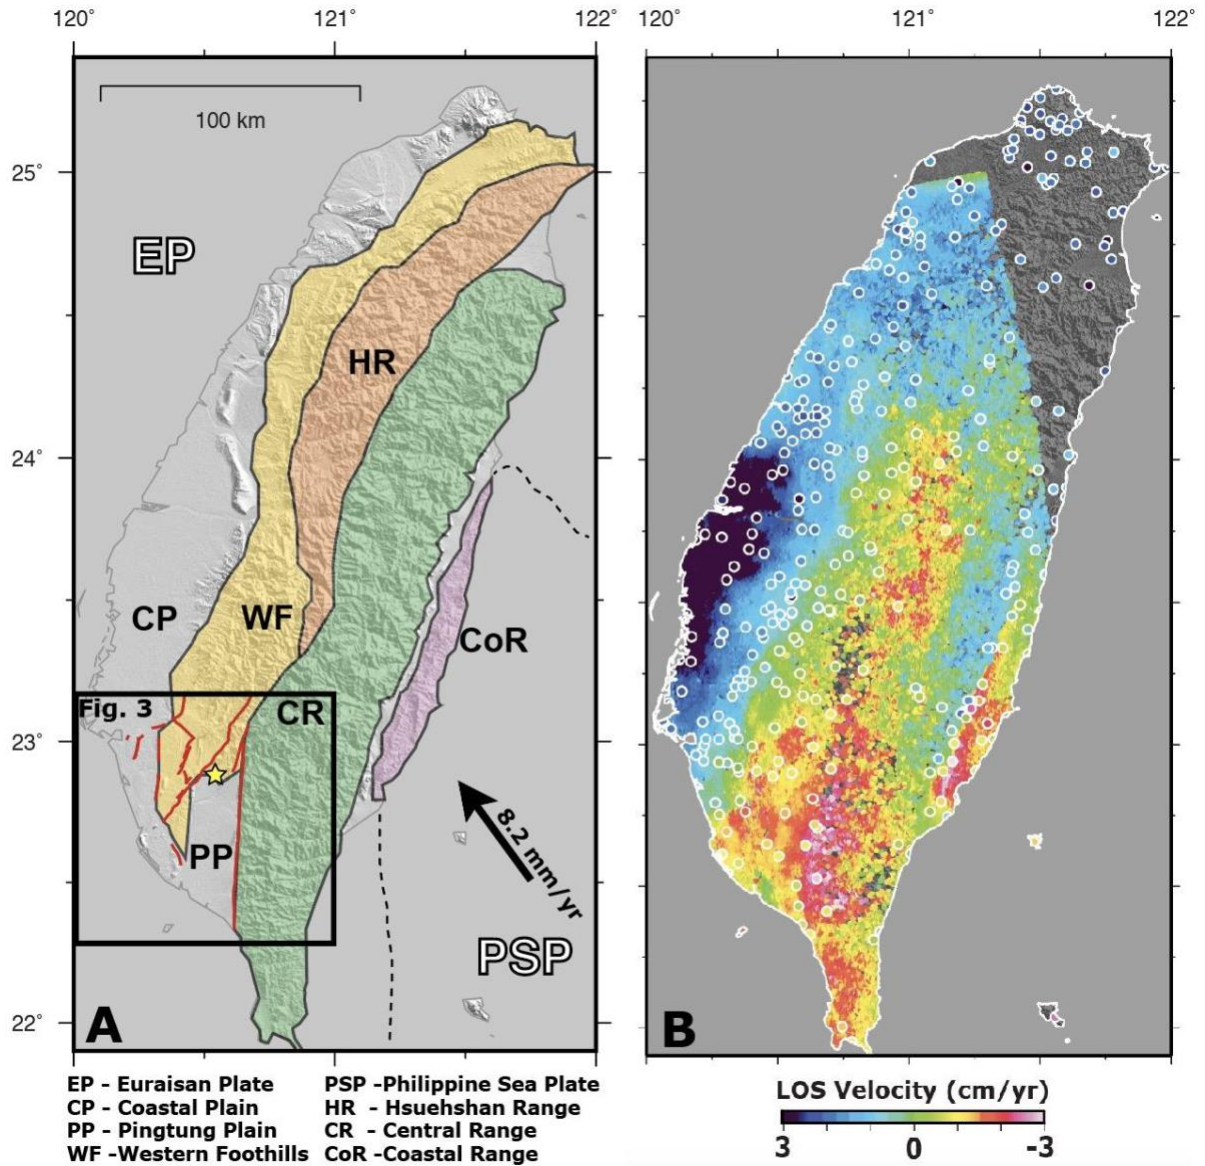 120° 121° 122°
120° 121° 122°
100 km
25°
24°
23°
22°
EP
HR
CP
WF
CoR
Fig. 3
CR
PP
8.2 mm/yr
PSP
A
B
EP - Euraisan Plate
CP - Coastal Plain
PP - Pingtung Plain
WF -Western Foothills
PSP -Philippine Sea Plate
HR - Hsuehshan Range
CR - Central Range
CoR -Coastal Range
LOS Velocity (cm/yr)
3 0 -3